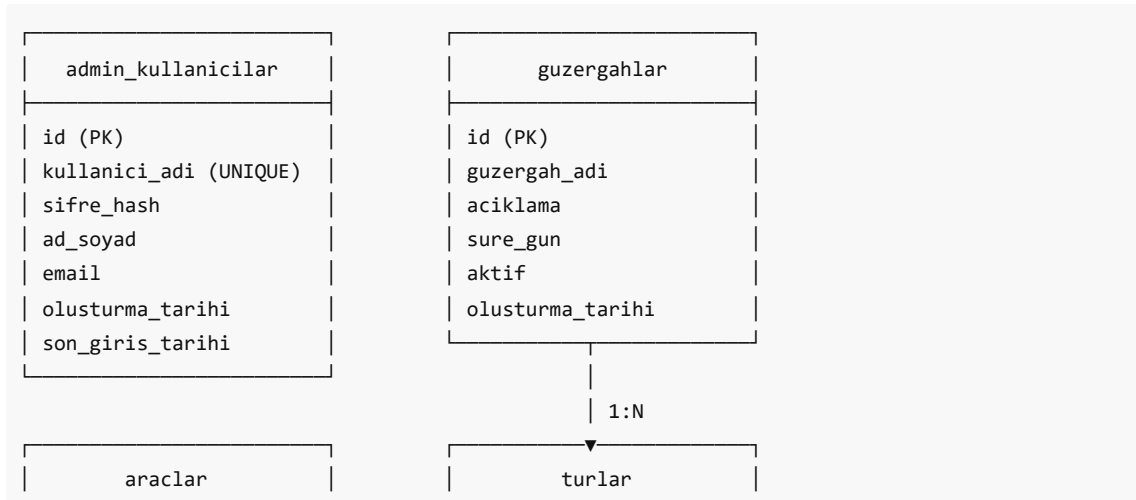 admin_kullanicilar guzergahlar
id (PK) id (PK)
kullanici_adi (UNIQUE) guzergah_adi
sifre_hash aciklama
ad_soyad sure_gun
email aktif
olusturma_tarihi olusturma_tarihi
son_giris_tarihi
1:N
araclar turlar